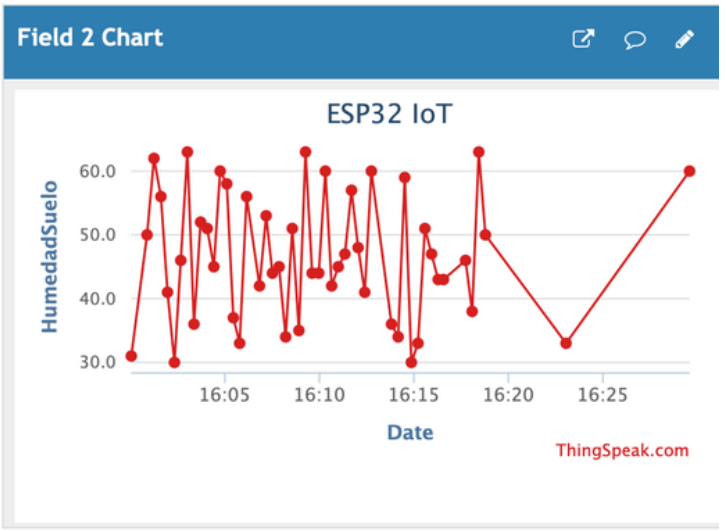 Field 2 Chart
ESP32 IoT
HumedadSuelo
60.0
50.0
40.0
30.0
16:05 16:10 16:15 16:20 16:25
Date
ThingSpeak.com